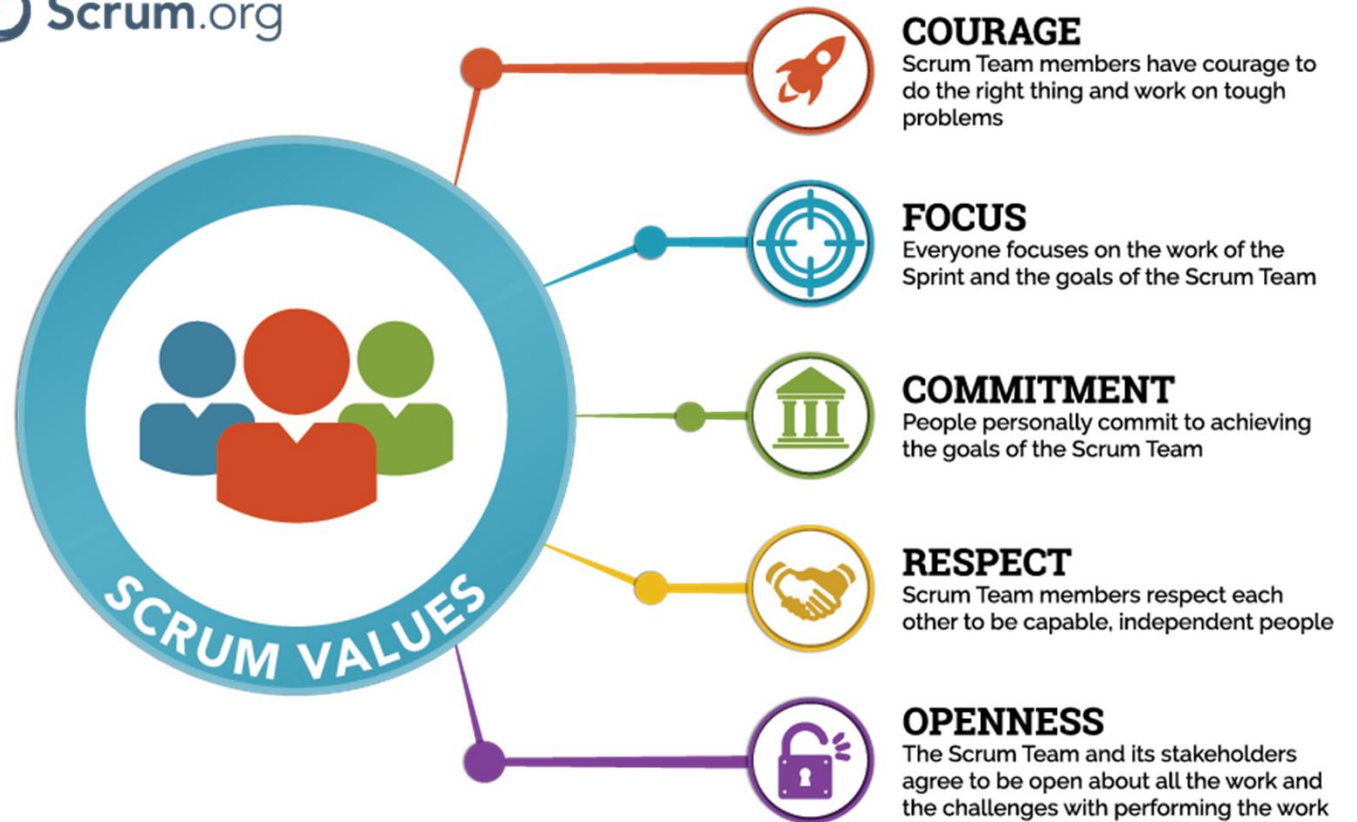 Scrum.org
COURAGE
Scrum Team members have courage to
do the right thing and work on tough
problems
FOCUS
Everyone focuses on the work of the
Sprint and the goals of the Scrum Team
COMMITMENT
People personally commit to achieving
the goals of the Scrum Team
RESPECT
Scrum Team members respect each
other to be capable, independent people
OPENNESS
The Scrum Team and its stakeholders
agree to be open about all the work and
the challenges with performing the work
SCRUM VALUES